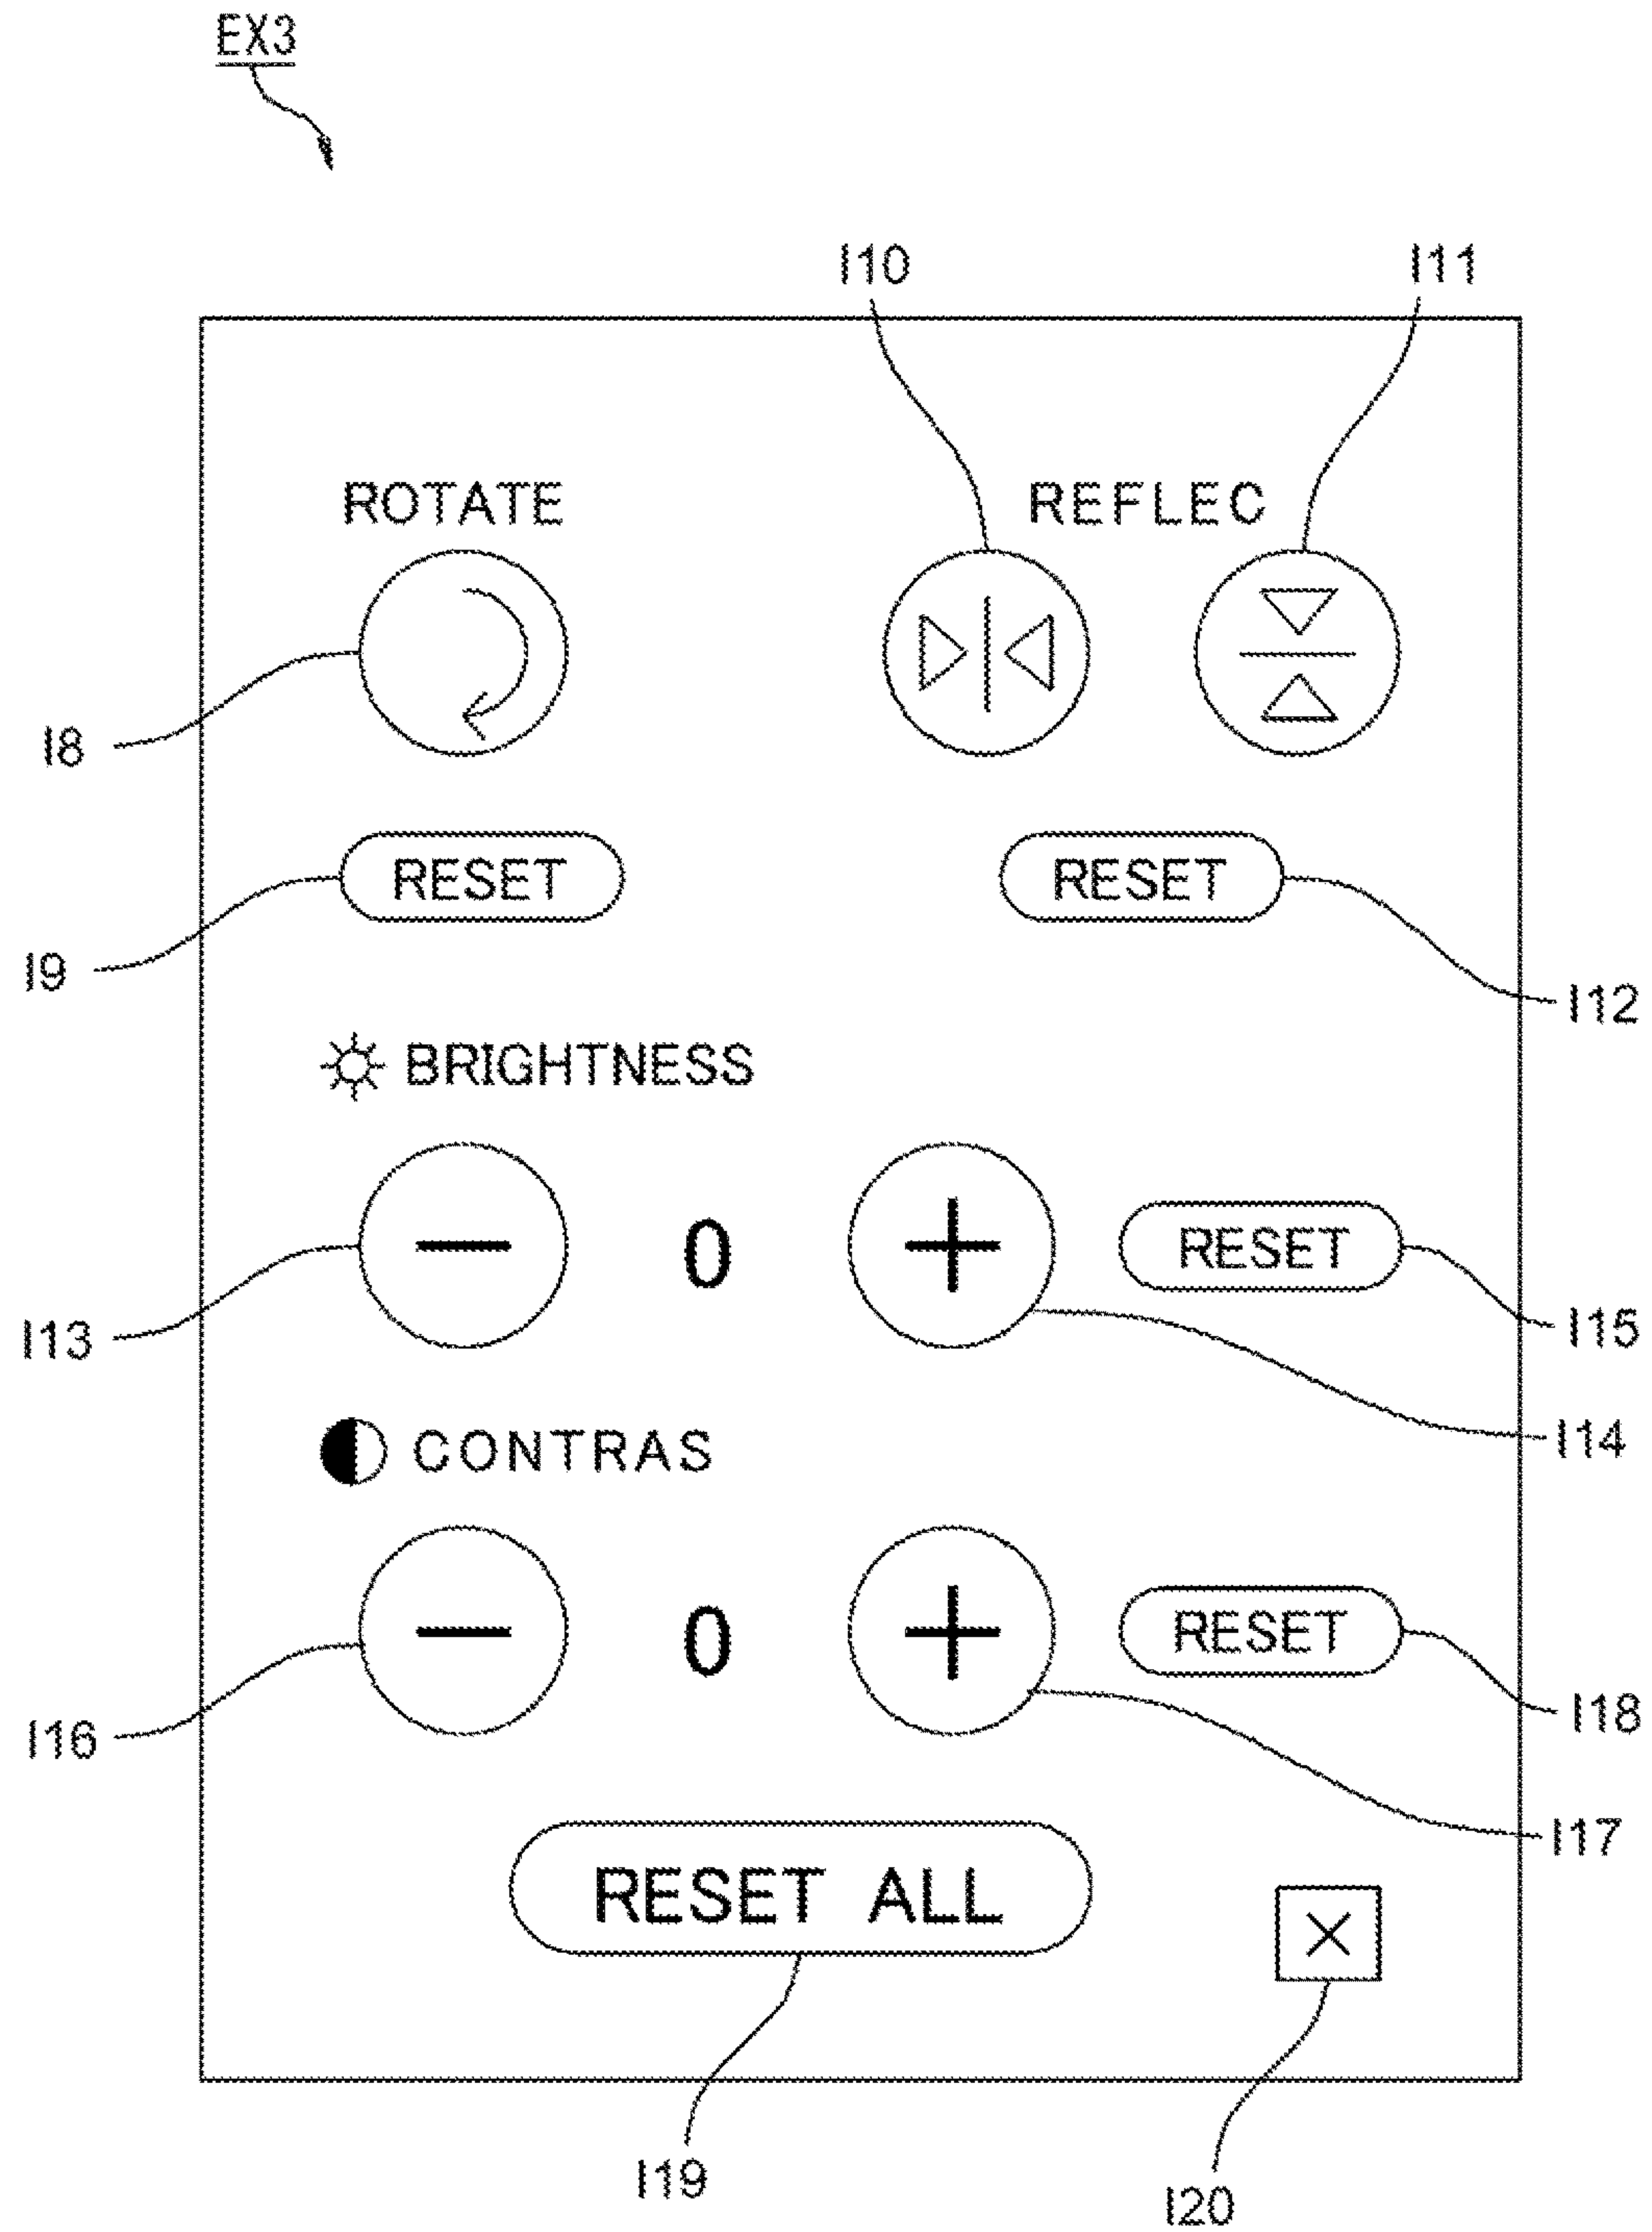 EX3
I10 I11
ROTATE REFLEC
I8
RESET RESET
I9
I12
BRIGHTNESS
0 RESET
I13 I15
I14
CONTRAS
0 RESET
I18
I16
I17
RESET ALL
I19
I20